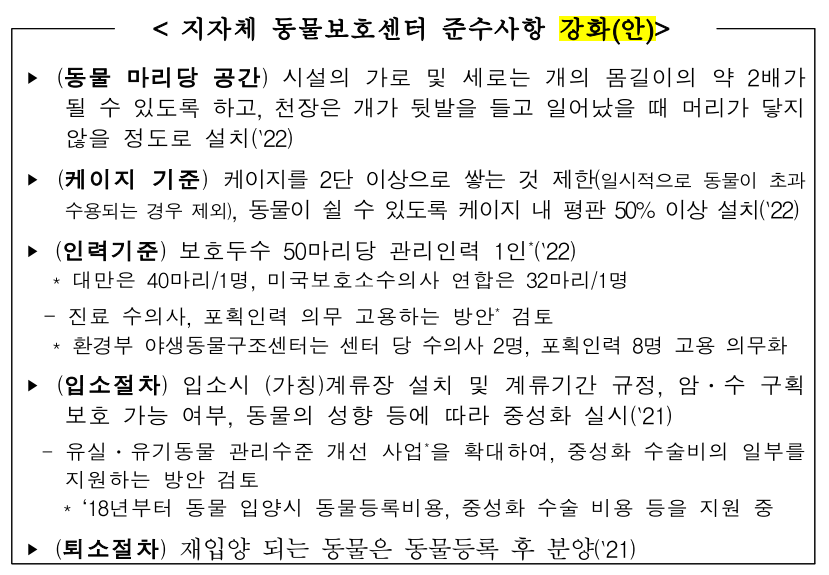 < 지자체 동물보호센터 준수사항 강화(안)>
▶ (동물 마리당 공간) 시설의 가로 및 세로는 개의 몸길이의 약 2배가
될 수 있도록 하고, 천장은 개가 뒷발을 들고 일어났을 때 머리가 닿지
않을 정도로 설치(‘22)
▶ (케이지 기준) 케이지를 2단 이상으로 쌓는 것 제한(일시적으로 동물이 초과
수용되는 경우 제외), 동물이 쉴 수 있도록 케이지 내 평판 50% 이상 설치(‘22)
▶ (인력기준) 보호두수 50마리당 관리인력 1인*(‘22)
* 대만은 40마리/1명, 미국보호소수의사 연합은 32마리/1명
- 진료 수의사, 포획인력 의무 고용하는 방안* 검토
* 환경부 야생동물구조센터는 센터 당 수의사 2명, 포획인력 8명 고용 의무화
▶ (입소절차) 입소시 (가칭)계류장 설치 및 계류기간 규정, 암·수 구획
보호 가능 여부, 동물의 성향 등에 따라 중성화 실시(‘21)
- 유실·유기동물 관리수준 개선 사업*을 확대하여, 중성화 수술비의 일부를
지원하는 방안 검토
* ‘18년부터 동물 입양시 동물등록비용, 중성화 수술 비용 등을 지원 중
▶ (퇴소절차) 재입양 되는 동물은 동물등록 후 분양(‘21)